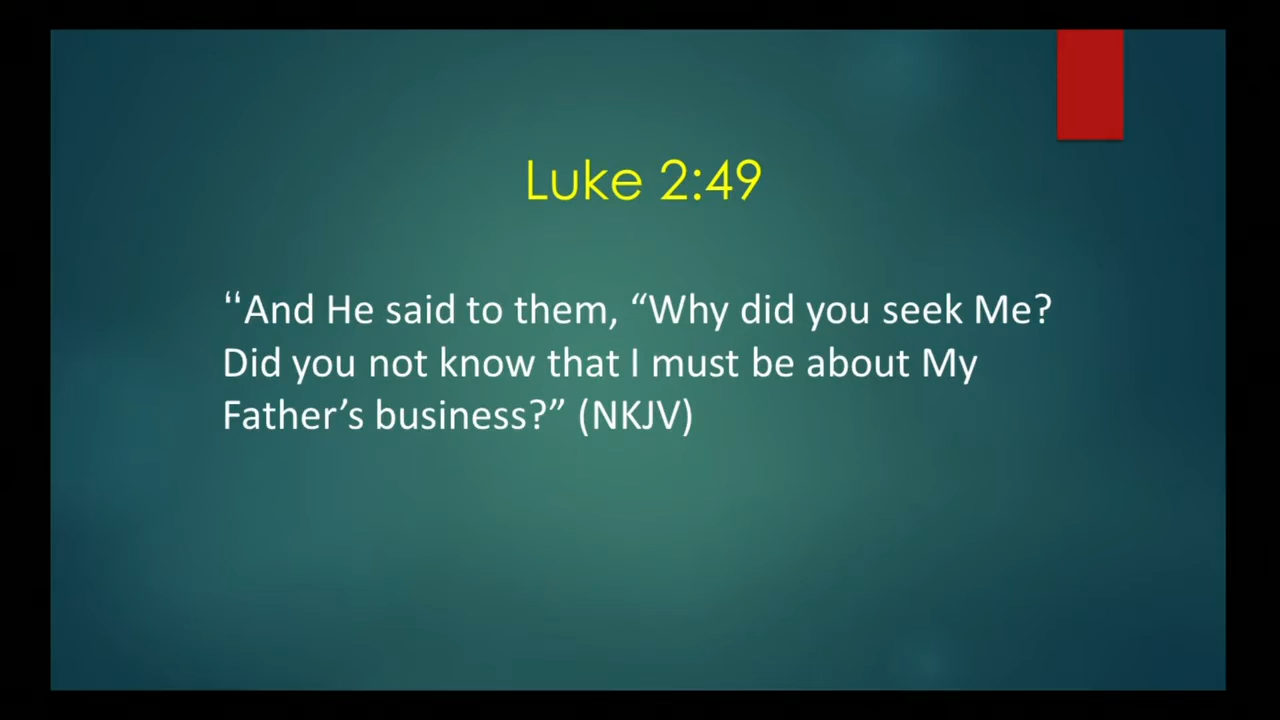 Luke 2:49
“And He said to them, “Why did you seek Me?
Did you not know that I must be about My
Father’s business?” (NKJV)